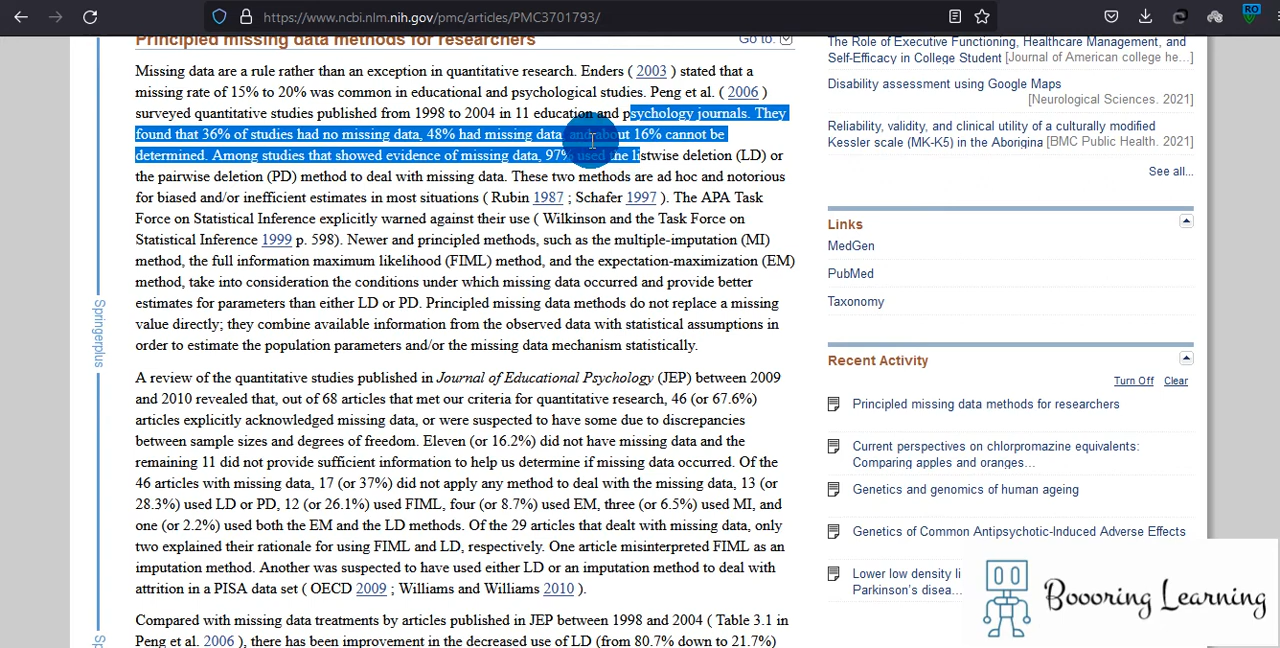 https://www.ncbi.nlm.nih.gov/pmc/articles/PMC3701793/
RO
Principled missing data methods for researchers
Go to:
Missing data are a rule rather than an exception in quantitative research. Enders ( 2003 ) stated that a
missing rate of 15% to 20% was common in educational and psychological studies. Peng et al. ( 2006 )
surveyed quantitative studies published from 1998 to 2004 in 11 education and psychology journals. They
found that 36% of studies had no missing data, 48% had missing data, and about 16% cannot be
determined. Among studies that showed evidence of missing data, 97% used the listwise deletion (LD) or
the pairwise deletion (PD) method to deal with missing data. These two methods are ad hoc and notorious
for biased and/or inefficient estimates in most situations ( Rubin 1987 ; Schafer 1997 ). The APA Task
Force on Statistical Inference explicitly warned against their use ( Wilkinson and the Task Force on
Statistical Inference 1999 p. 598). Newer and principled methods, such as the multiple-imputation (MI)
method, the full information maximum likelihood (FIML) method, and the expectation-maximization (EM)
method, take into consideration the conditions under which missing data occurred and provide better
estimates for parameters than either LD or PD. Principled missing data methods do not replace a missing
value directly; they combine available information from the observed data with statistical assumptions in
order to estimate the population parameters and/or the missing data mechanism statistically.
A review of the quantitative studies published in Journal of Educational Psychology (JEP) between 2009
and 2010 revealed that, out of 68 articles that met our criteria for quantitative research, 46 (or 67.6%)
articles explicitly acknowledged missing data, or were suspected to have some due to discrepancies
between sample sizes and degrees of freedom. Eleven (or 16.2%) did not have missing data and the
remaining 11 did not provide sufficient information to help us determine if missing data occurred. Of the
46 articles with missing data, 17 (or 37%) did not apply any method to deal with the missing data, 13 (or
28.3%) used LD or PD, 12 (or 26.1%) used FIML, four (or 8.7%) used EM, three (or 6.5%) used MI, and
one (or 2.2%) used both the EM and the LD methods. Of the 29 articles that dealt with missing data, only
two explained their rationale for using FIML and LD, respectively. One article misinterpreted FIML as an
imputation method. Another was suspected to have used either LD or an imputation method to deal with
attrition in a PISA data set ( OECD 2009 ; Williams and Williams 2010 ).
Compared with missing data treatments by articles published in JEP between 1998 and 2004 ( Table 3.1 in
Peng et al. 2006 ), there has been improvement in the decreased use of LD (from 80.7% down to 21.7%)
Springerplus
The Role of Executive Functioning, Healthcare Management, and
Self-Efficacy in College Student [Journal of American college he...]
Disability assessment using Google Maps
[Neurological Sciences. 2021]
Reliability, validity, and clinical utility of a culturally modified
Kessler scale (MK-K5) in the Aborigina [BMC Public Health. 2021]
See all...
Links
MedGen
PubMed
Taxonomy
Recent Activity
Turn Off Clear
Principled missing data methods for researchers
Current perspectives on chlorpromazine equivalents:
Comparing apples and oranges…
Genetics and genomics of human ageing
Genetics of Common Antipsychotic-Induced Adverse Effects
Lower low density li
Parkinson's disea…
Boooring Learning